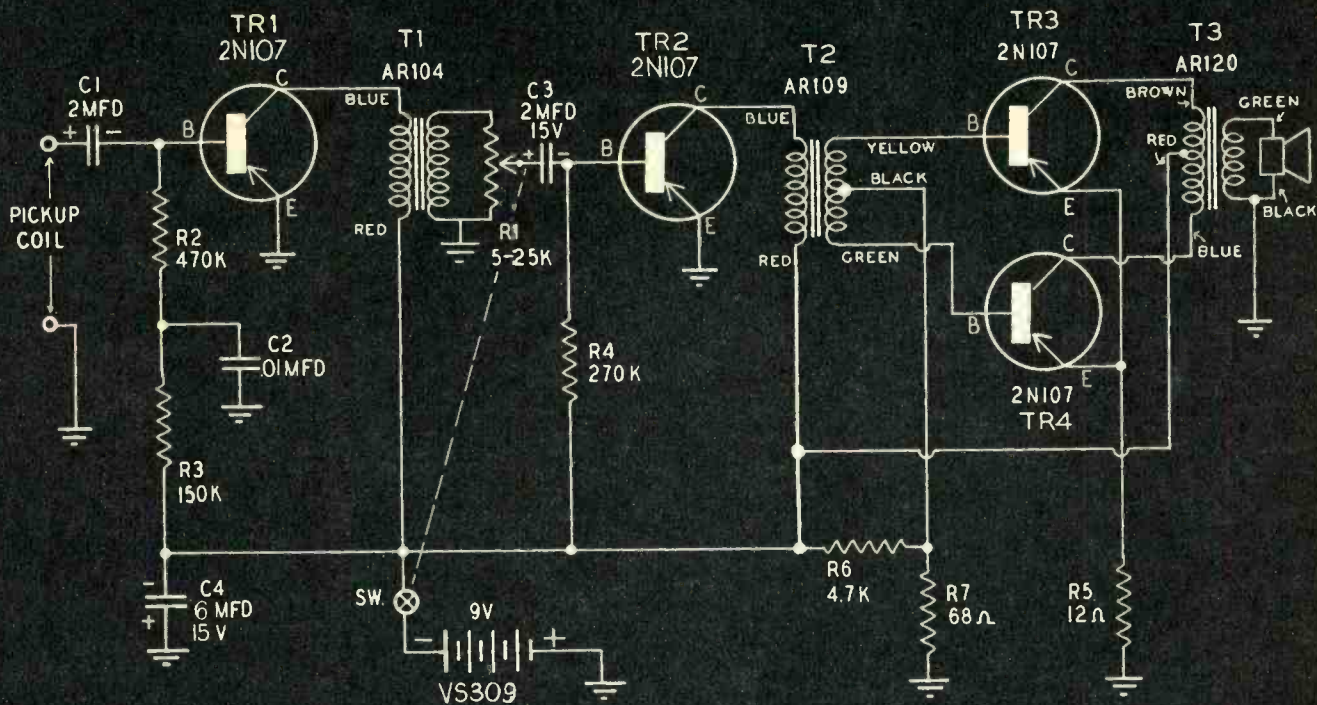 TR1
2N107
C1
2MFD
+ -
B
C
E
PICKUP
COIL
R2
470K
C2
.01MFD
R3
150K
-
C4
6 MFD
+
15V
T1
AR104
BLUE
RED
C3
2MFD
15V
+ -
R1
5-25K
SW.
9V
- +
VS309
TR2
2N107
B
C
E
R4
270K
T2
AR109
BLUE
RED
YELLOW
BLACK
GREEN
R6
4.7K
R7
68Ω
TR3
2N107
B
C
E
B
C
E
2N107
TR4
R5
12Ω
T3
AR120
BROWN
RED
BLUE
GREEN
BLACK